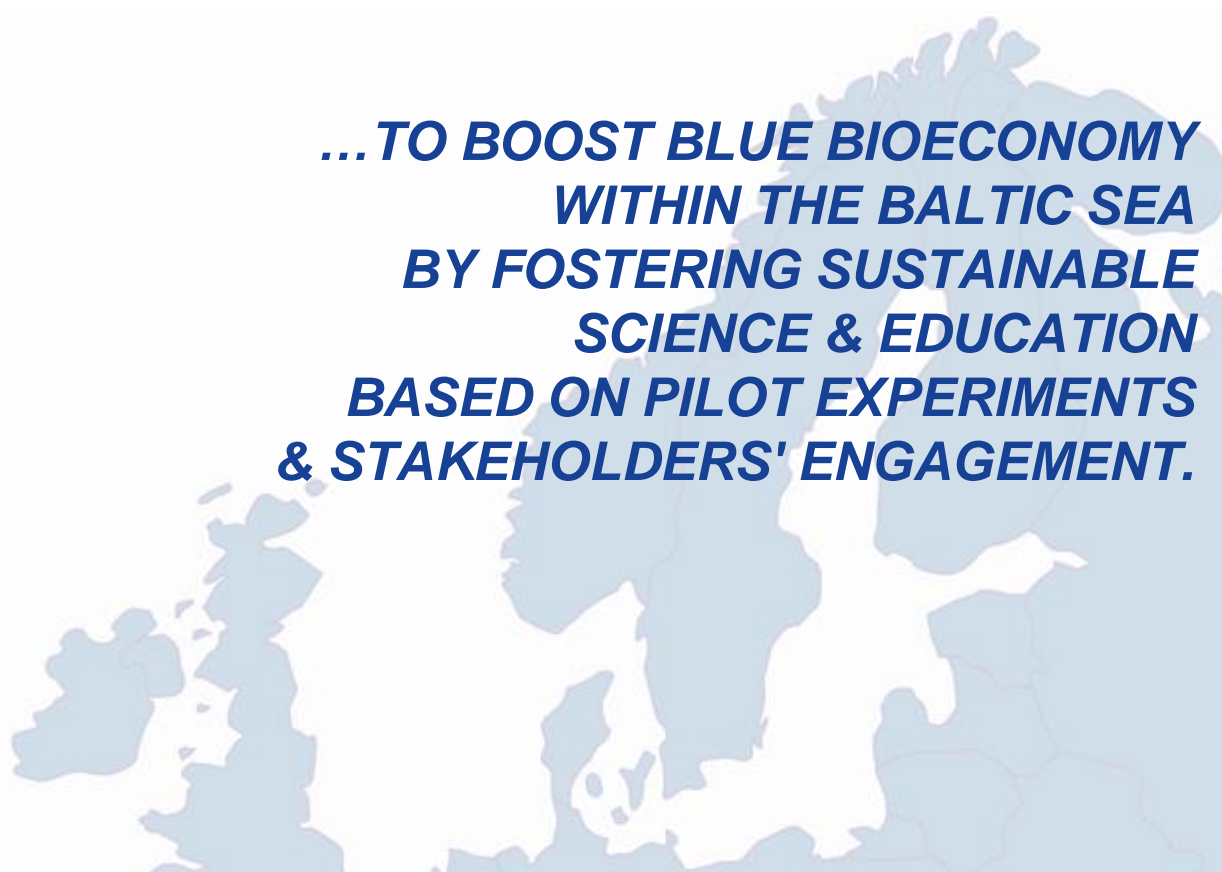 ...TO BOOST BLUE BIOECONOMY
WITHIN THE BALTIC SEA
BY FOSTERING SUSTAINABLE
SCIENCE & EDUCATION
BASED ON PILOT EXPERIMENTS
& STAKEHOLDERS' ENGAGEMENT.